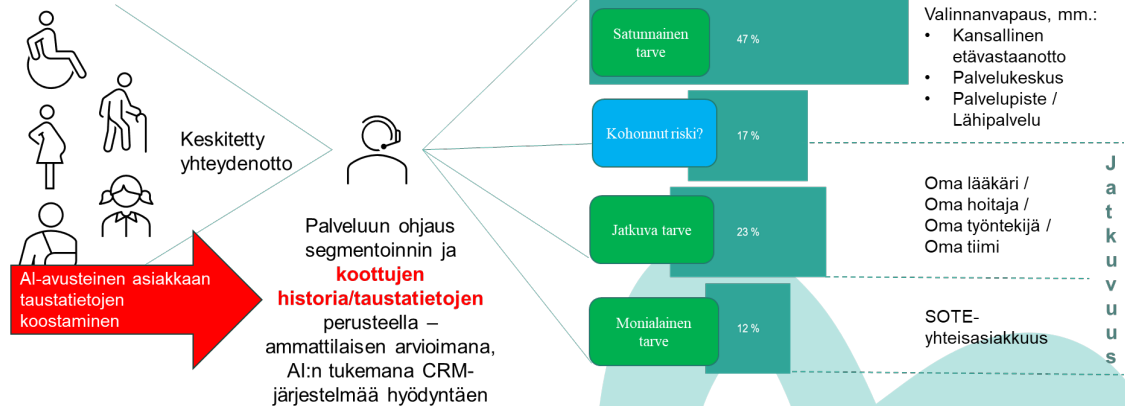 Keskitetty
yhteydenotto
AI-avusteinen asiakkaan
taustatietojen
koostaminen
Palveluun ohjaus
segmentoinnin ja
koottujen
historia/taustatietojen
perusteella –
ammattilaisen arvioimana,
AI:n tukemana CRM-
järjestelmää hyödyntäen
Satunnainen
tarve
47 %
Kohonnut riski?
17 %
Jatkuva tarve
23 %
Monialainen
tarve
12 %
Valinnanvapaus, mm.:
• Kansallinen
etävastaanotto
• Palvelukeskus
• Palvelupiste /
Lähipalvelu
Oma lääkäri /
Oma hoitaja /
Oma työntekijä /
Oma tiimi
SOTE-
yhteisasiakkuus
Jatkuvuus